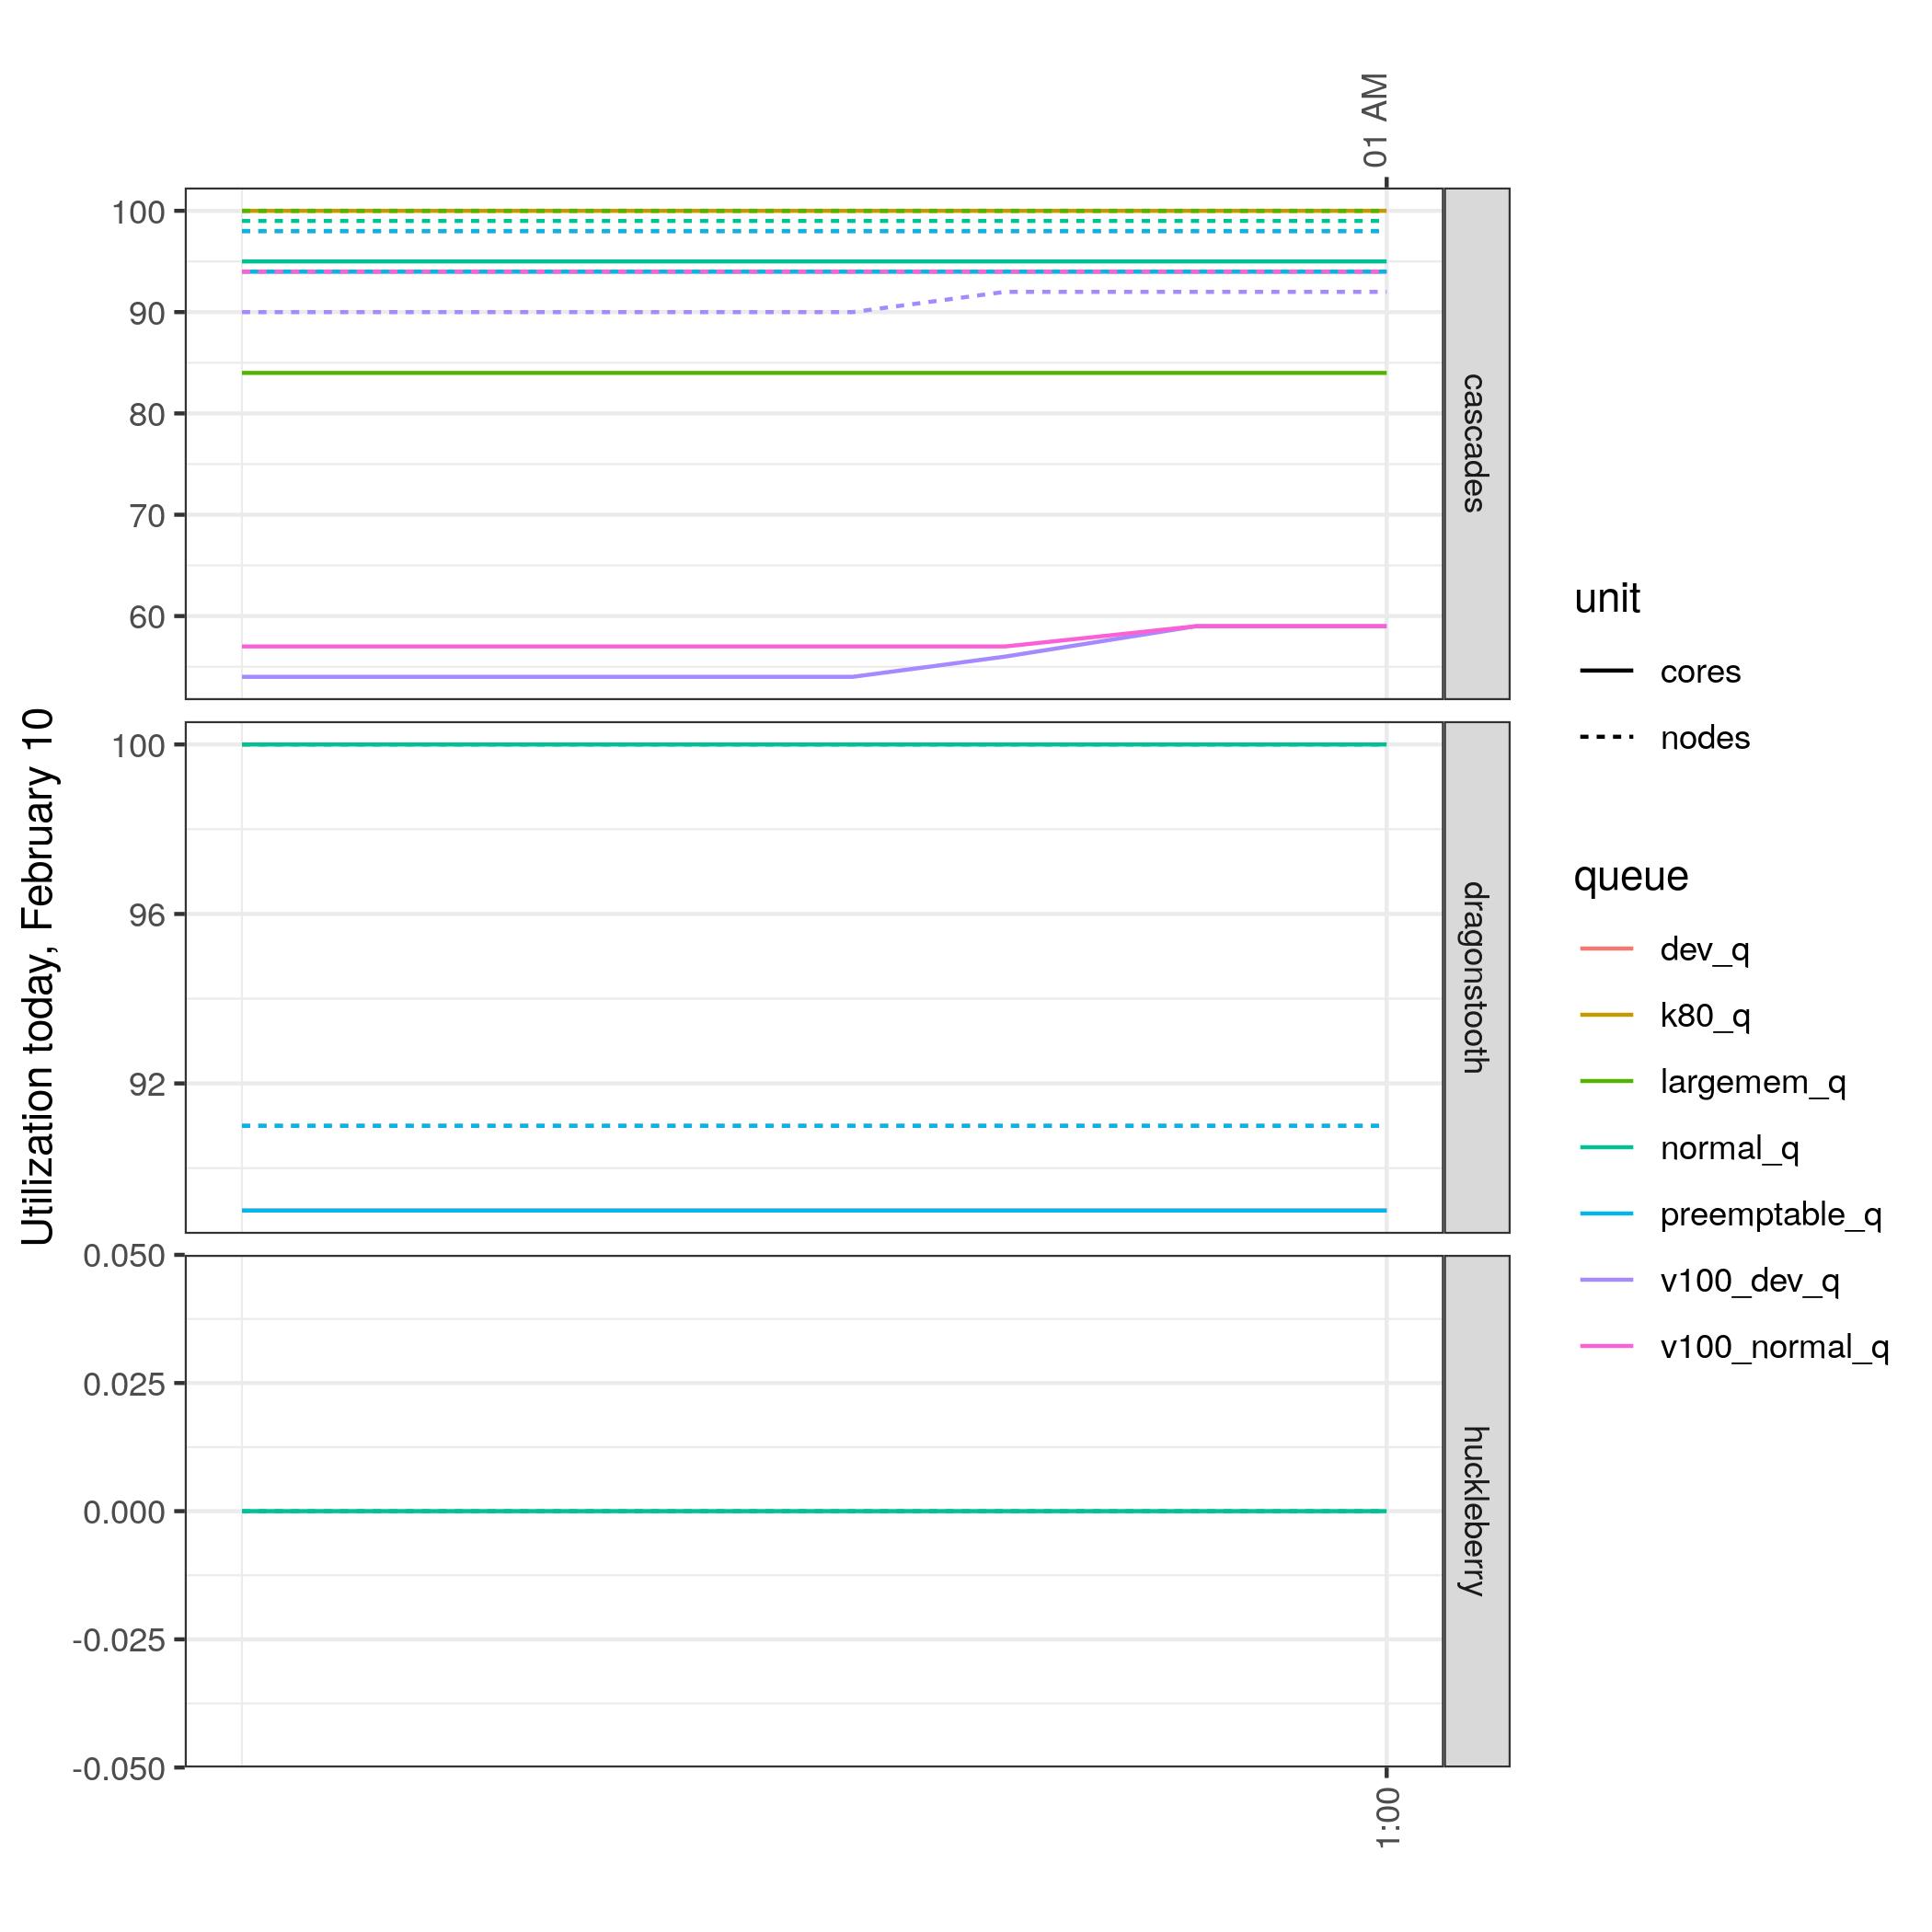 01 AM
100
90
80
70
60
cascades
100
96
92
dragonstooth
0.050
0.025
0.000
-0.025
-0.050
huckleberry
1:00
Utilization today, February 10
unit
cores
nodes
queue
dev_q
k80_q
largemem_q
normal_q
preemptable_q
v100_dev_q
v100_normal_q